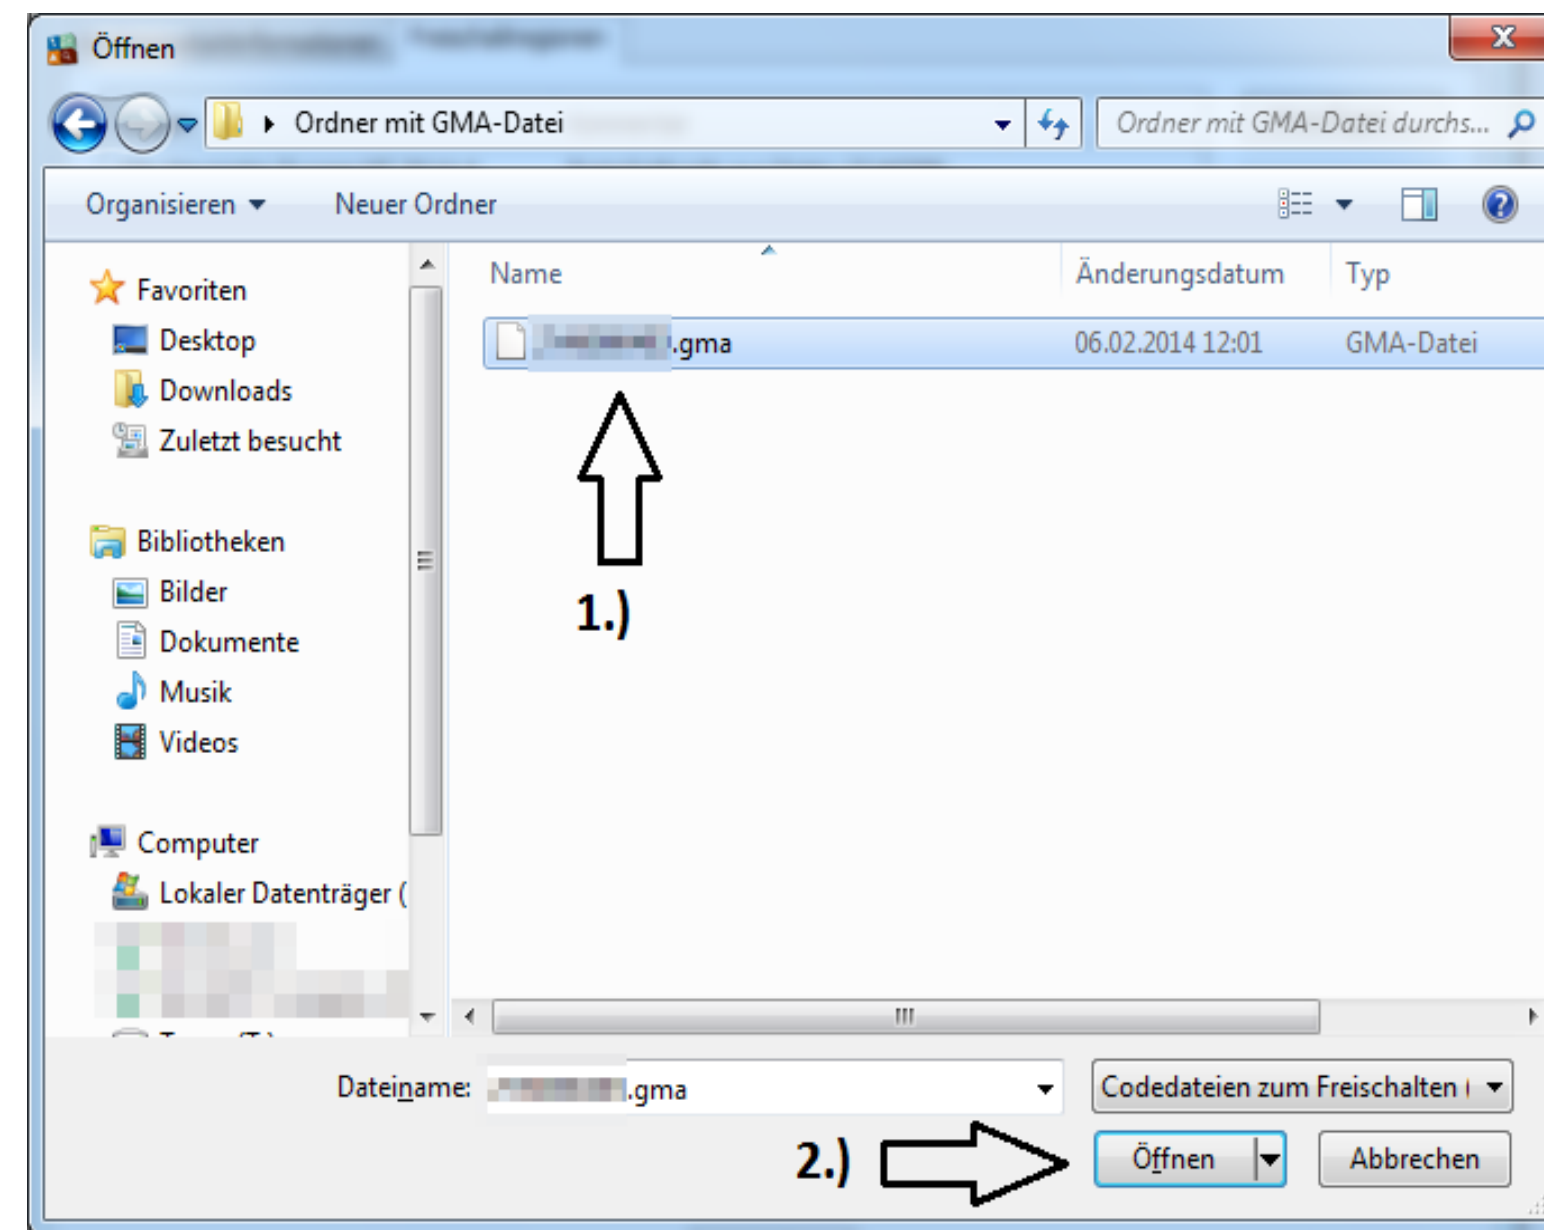 Öffnen
Ordner mit GMA-Datei
Ordner mit GMA-Datei durchs...
Organisieren
Neuer Ordner
Name
Änderungsdatum
Typ
.gma
06.02.2014 12:01
GMA-Datei
Favoriten
Desktop
Downloads
Zuletzt besucht
Bibliotheken
Bilder
Dokumente
Musik
Videos
Computer
Lokaler Datenträger (
1.)
Dateiname:
.gma
Codedateien zum Freischalten (
2.)
Öffnen
Abbrechen